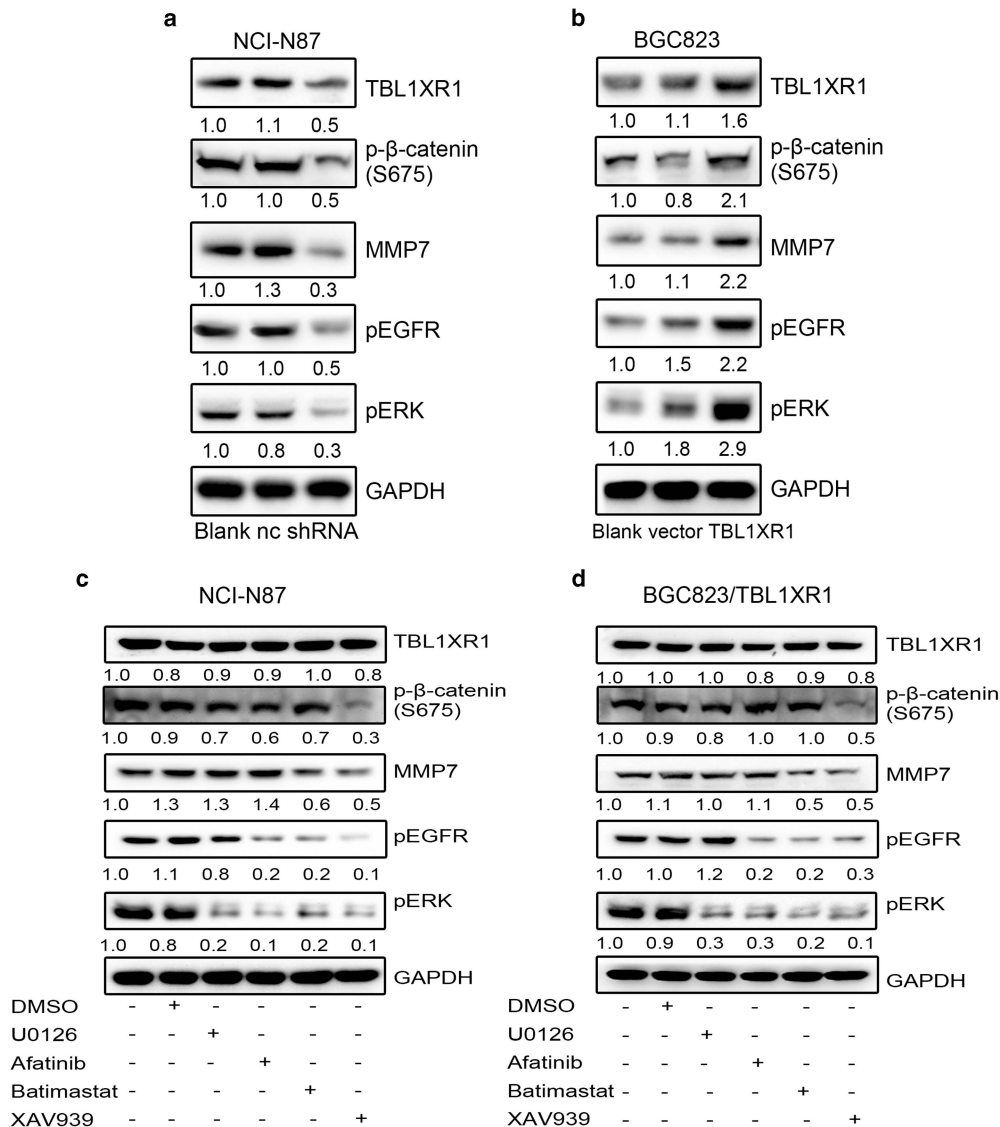 a
NCI-N87
TBL1XR1
1.0 1.1 0.5
p-β-catenin
(S675)
1.0 1.0 0.5
MMP7
1.0 1.3 0.3
pEGFR
1.0 1.0 0.5
pERK
1.0 0.8 0.3
GAPDH
Blank nc shRNA
b
BGC823
TBL1XR1
1.0 1.1 1.6
p-β-catenin
(S675)
1.0 0.8 2.1
MMP7
1.0 1.1 2.2
pEGFR
1.0 1.5 2.2
pERK
1.0 1.8 2.9
GAPDH
Blank vector TBL1XR1
c
NCI-N87
TBL1XR1
1.0 0.8 0.9 0.9 1.0 0.8
p-β-catenin
(S675)
1.0 0.9 0.7 0.6 0.7 0.3
MMP7
1.0 1.3 1.3 1.4 0.6 0.5
pEGFR
1.0 1.1 0.8 0.2 0.2 0.1
pERK
1.0 0.8 0.2 0.1 0.2 0.1
GAPDH
DMSO - + - - - -
U0126 - - + - - -
Afatinib - - - + - -
Batimastat - - - - + -
XAV939 - - - - - +
d
BGC823/TBL1XR1
TBL1XR1
1.0 1.0 1.0 0.8 0.9 0.8
p-β-catenin
(S675)
1.0 0.9 0.8 1.0 1.0 0.5
MMP7
1.0 1.1 1.0 1.1 0.5 0.5
pEGFR
1.0 1.0 1.2 0.2 0.2 0.3
pERK
1.0 0.9 0.3 0.3 0.2 0.1
GAPDH
DMSO - + - - - -
U0126 - - + - - -
Afatinib - - - + - -
Batimastat - - - - + -
XAV939 - - - - - +